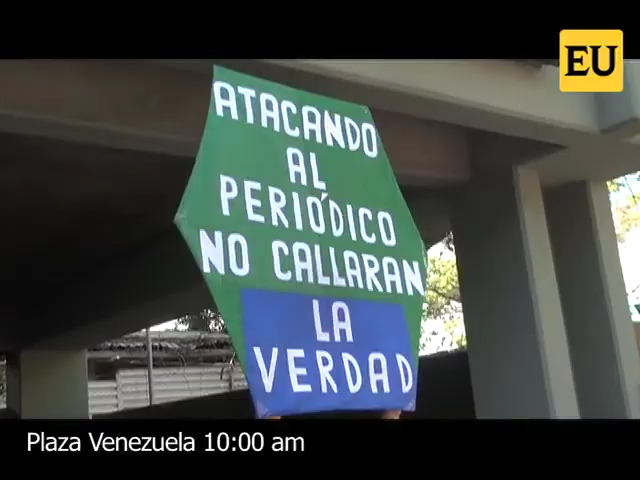 EU
ATACANDO
AL
PERIÓDICO
NO CALLARAN
LA
VERDAD
Plaza Venezuela 10:00 am